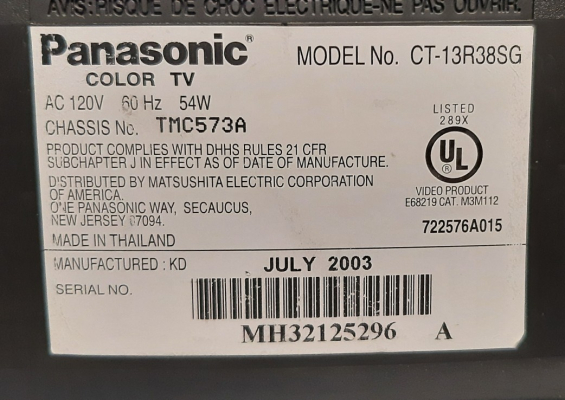 AVIS: RISQUE DE CHOC ELECTRIQUE-NE PAS OUVRIR.
Panasonic® MODEL No. CT-13R38SG
COLOR TV
AC 120V 60 Hz 54W
CHASSIS No. TMC573A
LISTED
289X
PRODUCT COMPLIES WITH DHHS RULES 21 CFR
SUBCHAPTER J IN EFFECT AS OF DATE OF MANUFACTURE.
UL®
DISTRIBUTED BY MATSUSHITA ELECTRIC CORPORATION
OF AMERICA.
ONE PANASONIC WAY, SECAUCUS,
NEW JERSEY 07094.
VIDEO PRODUCT
E68219 CAT. M3M112
722576A015
MADE IN THAILAND
MANUFACTURED : KD JULY 2003
SERIAL NO.
MH32125296 A